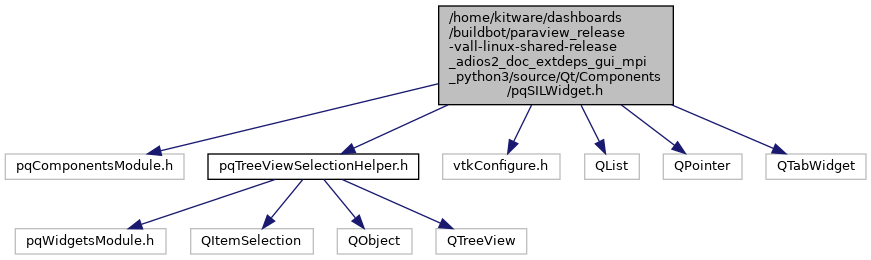 /home/kitware/dashboards
/buildbot/paraview_release
-vall-linux-shared-release
_adios2_doc_extdeps_gui_mpi
_python3/source/Qt/Components
/pqSILWidget.h
pqComponentsModule.h
pqTreeViewSelectionHelper.h
vtkConfigure.h
QList
QPointer
QTabWidget
pqWidgetsModule.h
QItemSelection
QObject
QTreeView